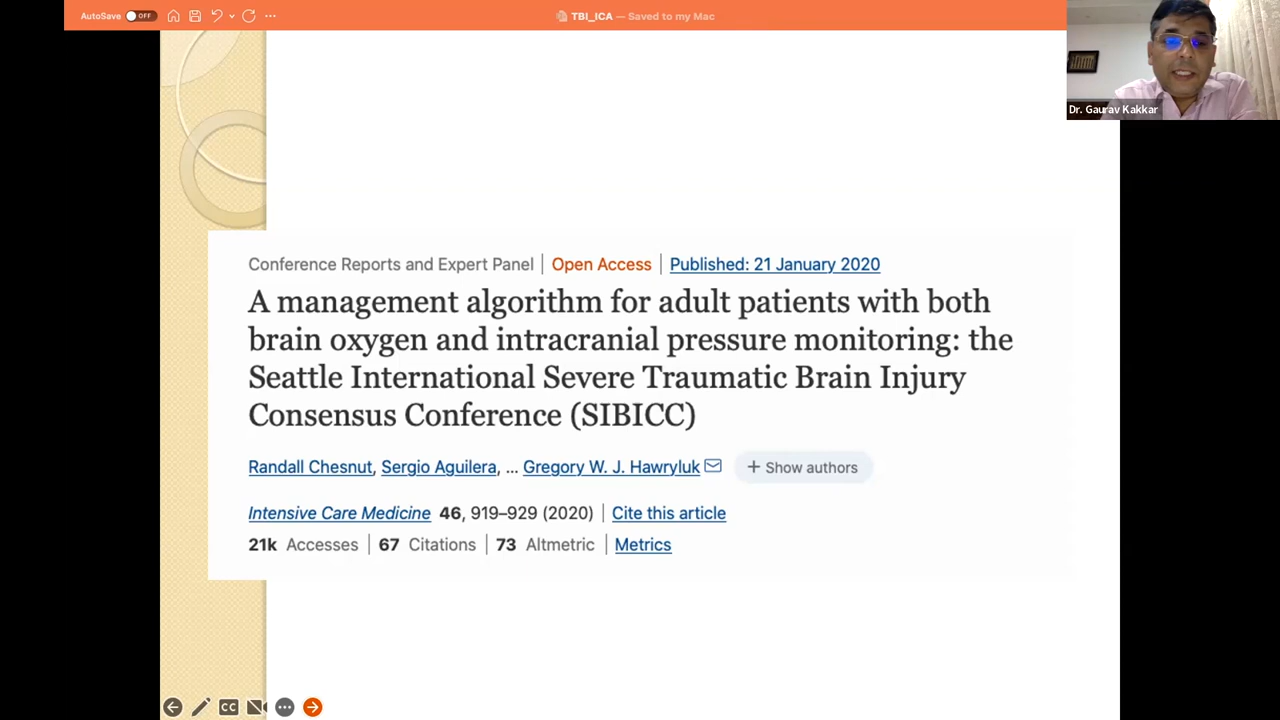 AutoSave OFF
TBI_ICA — Saved to my Mac
Dr. Gaurav Kakkar
Conference Reports and Expert Panel | Open Access | Published: 21 January 2020
A management algorithm for adult patients with both
brain oxygen and intracranial pressure monitoring: the
Seattle International Severe Traumatic Brain Injury
Consensus Conference (SIBICC)
Randall Chesnut, Sergio Aguilera, ... Gregory W. J. Hawryluk + Show authors
Intensive Care Medicine 46, 919–929 (2020) | Cite this article
21k Accesses | 67 Citations | 73 Altmetric | Metrics
CC